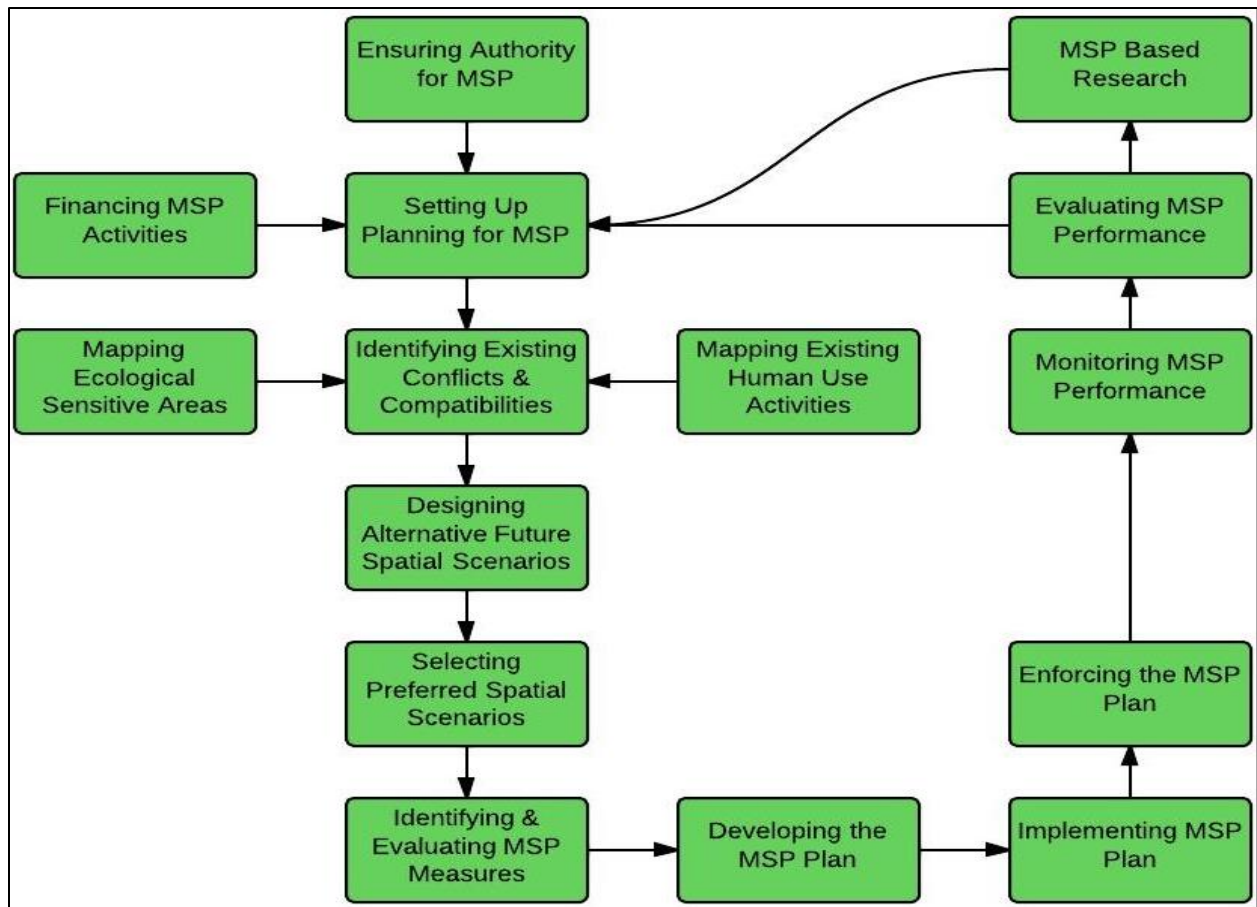 Ensuring Authority
for MSP
MSP Based
Research
Financing MSP
Activities
Setting Up
Planning for MSP
Evaluating MSP
Performance
Mapping
Ecological
Sensitive Areas
Identifying Existing
Conflicts &
Compatibilities
Mapping Existing
Human Use
Activities
Monitoring MSP
Performance
Designing
Alternative Future
Spatial Scenarios
Selecting
Preferred Spatial
Scenarios
Enforcing the MSP
Plan
Identifying &
Evaluating MSP
Measures
Developing the
MSP Plan
Implementing MSP
Plan